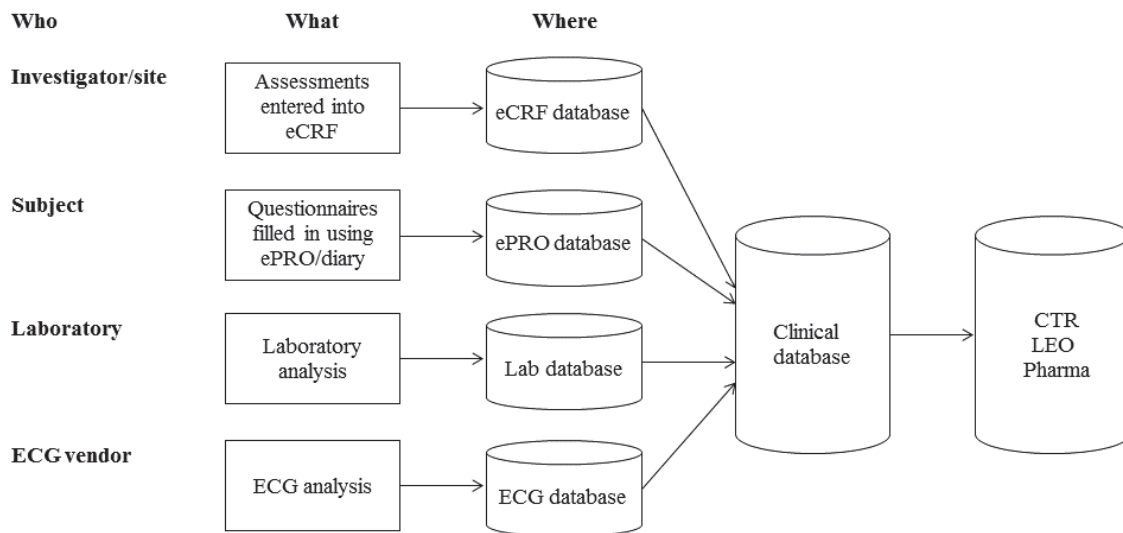 Who What Where
Investigator/site
Assessments
entered into
eCRF
eCRF database
Subject
Questionnaires
filled in using
ePRO/diary
ePRO database
Laboratory
Laboratory
analysis
Lab database
ECG vendor
ECG analysis
ECG database
Clinical
database
CTR
LEO
Pharma